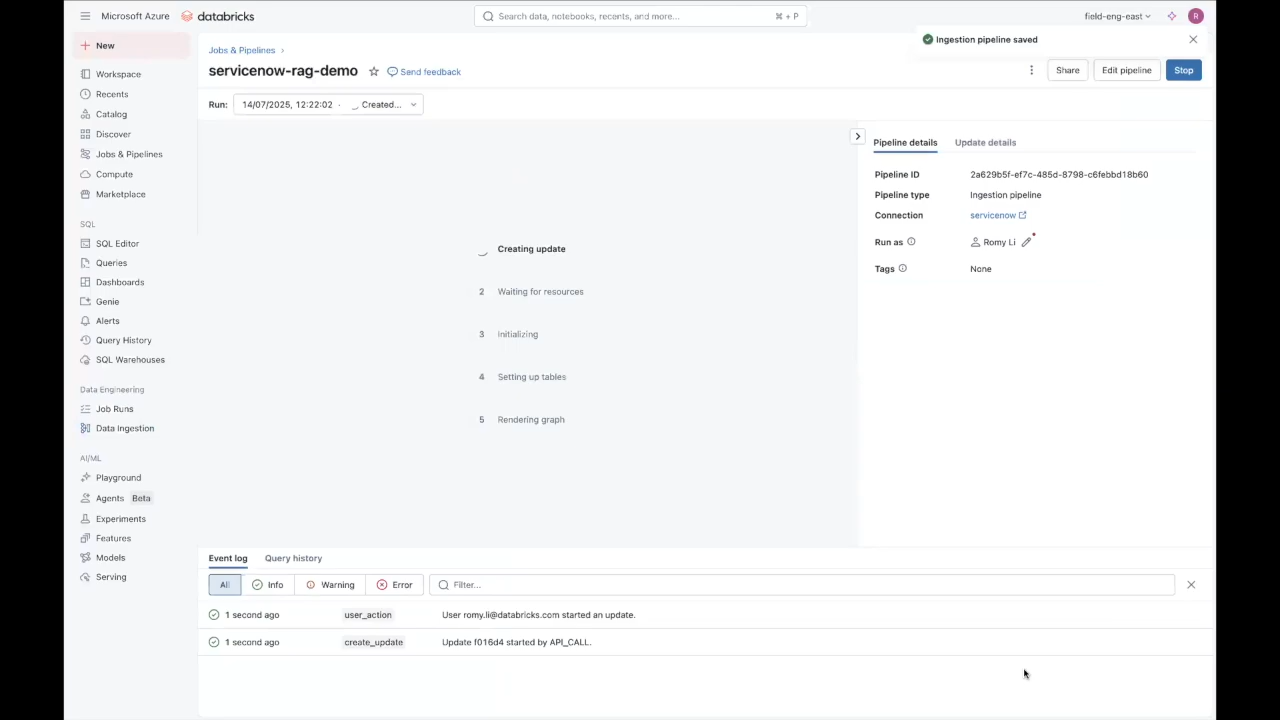 Microsoft Azure databricks
Search data, notebooks, recents, and more...
⌘ + P
field-eng-east
R
New
Workspace
Recents
Catalog
Discover
Jobs & Pipelines
Compute
Marketplace
SQL
SQL Editor
Queries
Dashboards
Genie
Alerts
Query History
SQL Warehouses
Data Engineering
Job Runs
Data Ingestion
AI/ML
Playground
Agents Beta
Experiments
Features
Models
Serving
Jobs & Pipelines ›
servicenow-rag-demo
Send feedback
Ingestion pipeline saved
Share
Edit pipeline
Stop
Run: 14/07/2025, 12:22:02 · Created...
Creating update
2 Waiting for resources
3 Initializing
4 Setting up tables
5 Rendering graph
Pipeline details Update details
Pipeline ID 2a629b5f-ef7c-485d-8798-c6febbd18b60
Pipeline type Ingestion pipeline
Connection servicenow
Run as Romy Li
Tags None
Event log Query history
All Info Warning Error Filter...
1 second ago user_action User romy.li@databricks.com started an update.
1 second ago create_update Update f016d4 started by API_CALL.